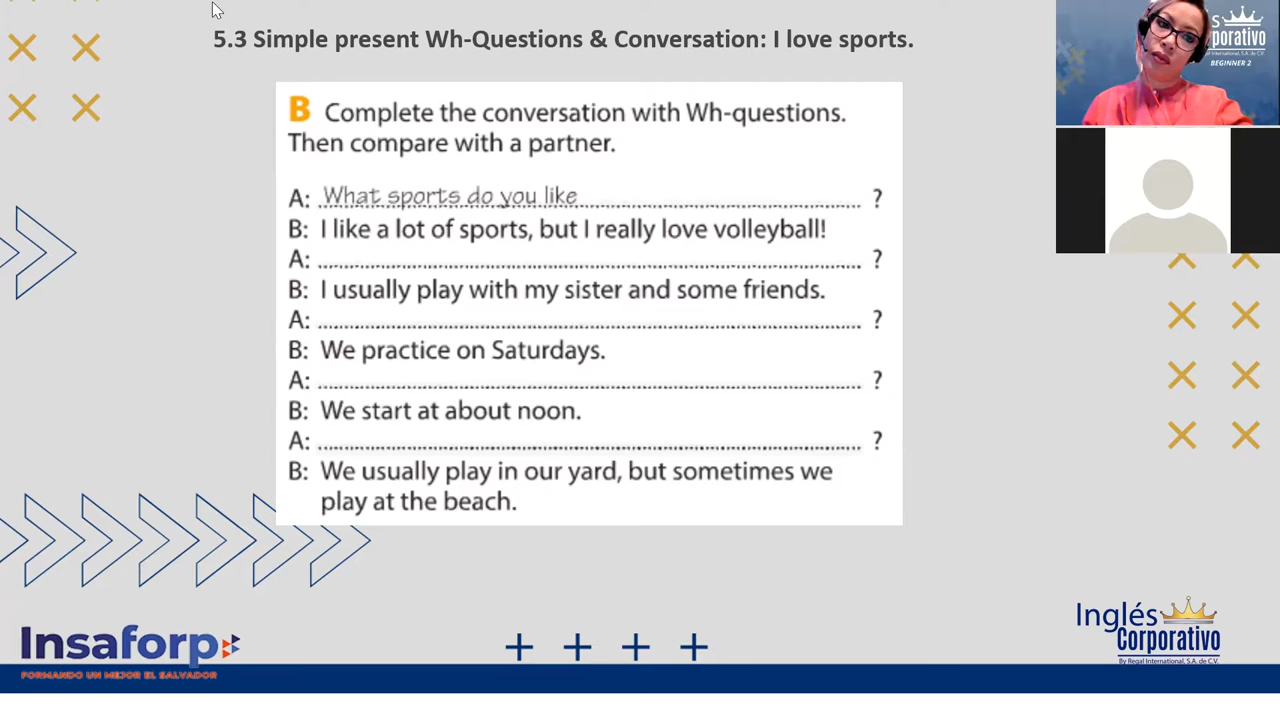 5.3 Simple present Wh-Questions & Conversation: I love sports.
B Complete the conversation with Wh-questions.
Then compare with a partner.
A: What sports do you like ?
B: I like a lot of sports, but I really love volleyball!
A: ?
B: I usually play with my sister and some friends.
A: ?
B: We practice on Saturdays.
A: ?
B: We start at about noon.
A: ?
B: We usually play in our yard, but sometimes we
play at the beach.
s
porativo
BEGINNER 2
Insaforp
FORMANDO UN MEJOR EL SALVADOR
Inglés
Corporativo
By Regal International, S.A. de C.V.